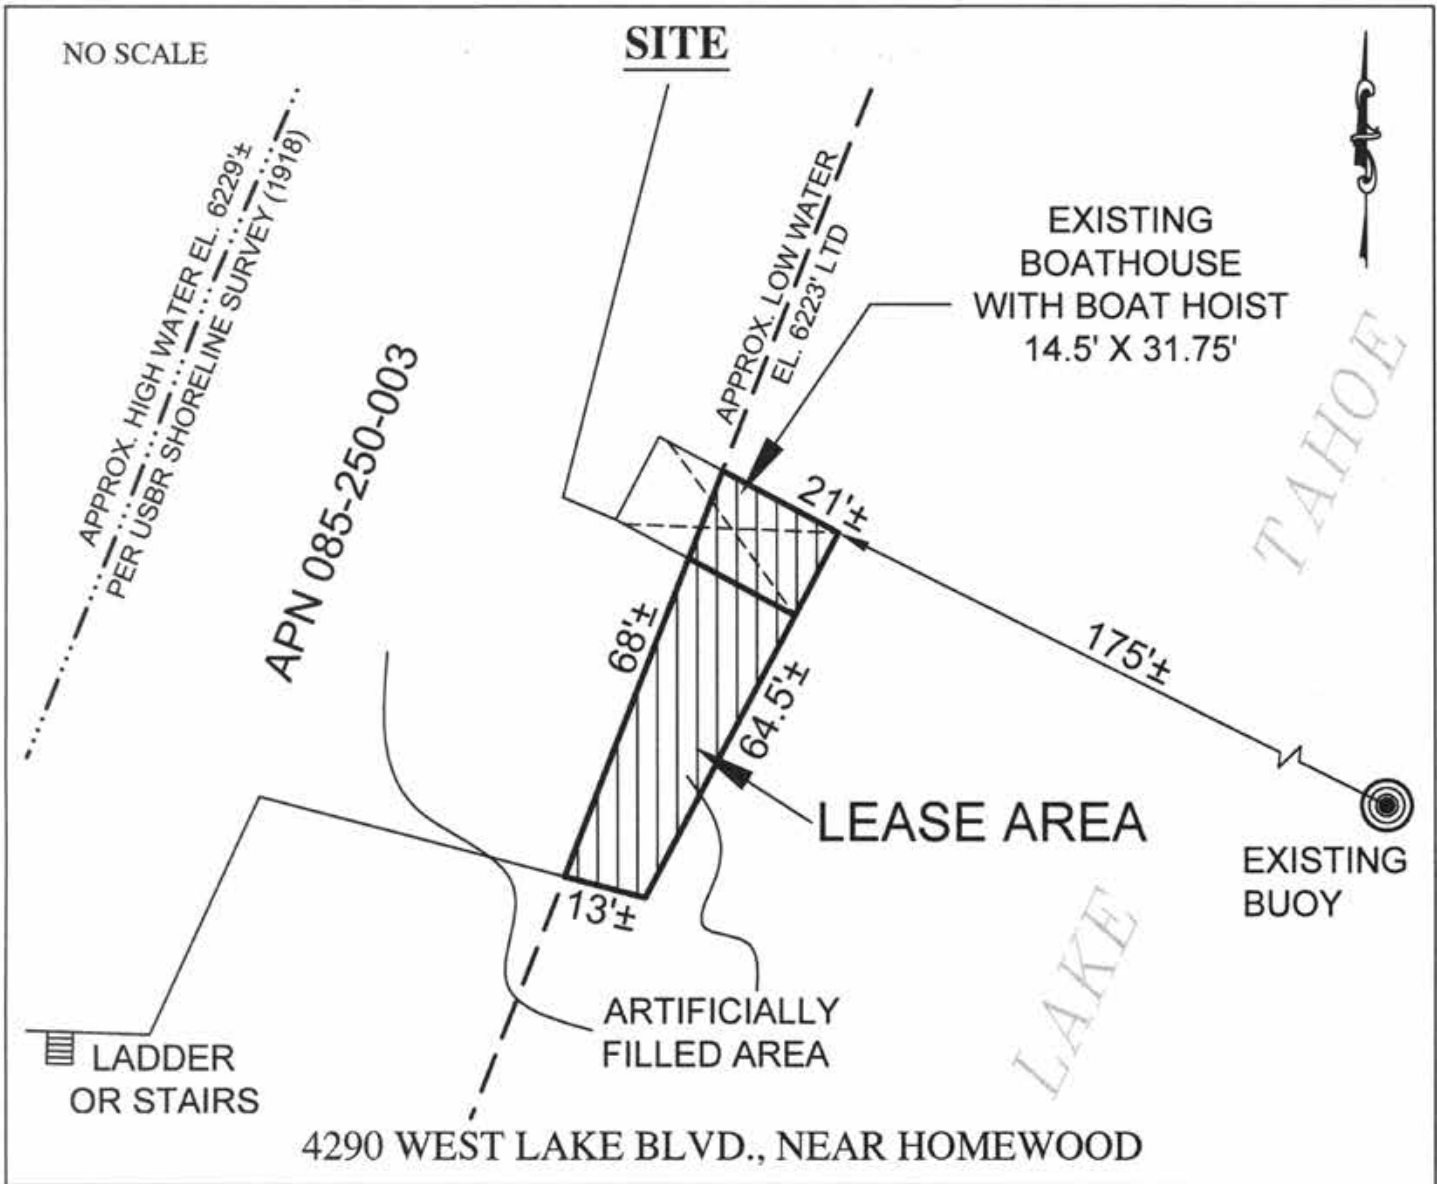 NO SCALE
SITE
APPROX. HIGH WATER EL. 6229'±
PER USBR SHORELINE SURVEY (1918)
APPROX. LOW WATER
EL. 6223' LTD
EXISTING
BOATHOUSE
WITH BOAT HOIST
14.5' X 31.75'
APN 085-250-003
21'±
68'±
64.5'±
175'±
13'±
LEASE AREA
EXISTING
BUOY
LAKE TAHOE
ARTIFICIALLY
FILLED AREA
LADDER
OR STAIRS
4290 WEST LAKE BLVD., NEAR HOMEWOOD